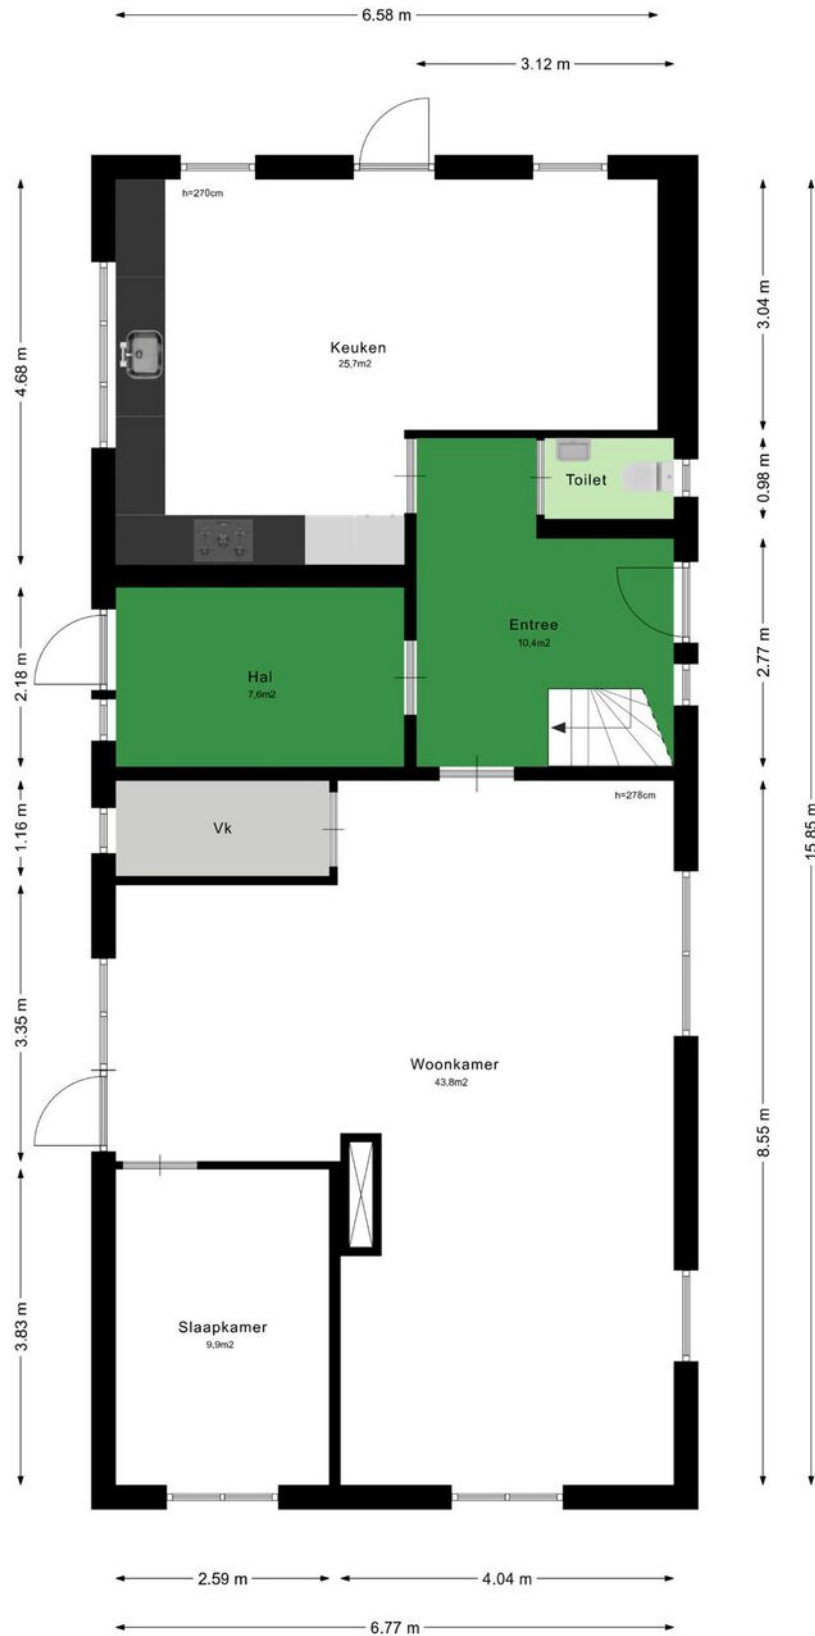 6.58 m
3.12 m
h=270cm
Keuken
25,7m2
4.68 m
3.04 m
0.98 m
Toilet
Entree
10,4m2
2.77 m
Hal
7,6m2
2.18 m
h=278cm
Vk
1.16 m
15.85 m
3.35 m
Woonkamer
43,8m2
8.55 m
Slaapkamer
9,9m2
3.83 m
2.59 m
4.04 m
6.77 m